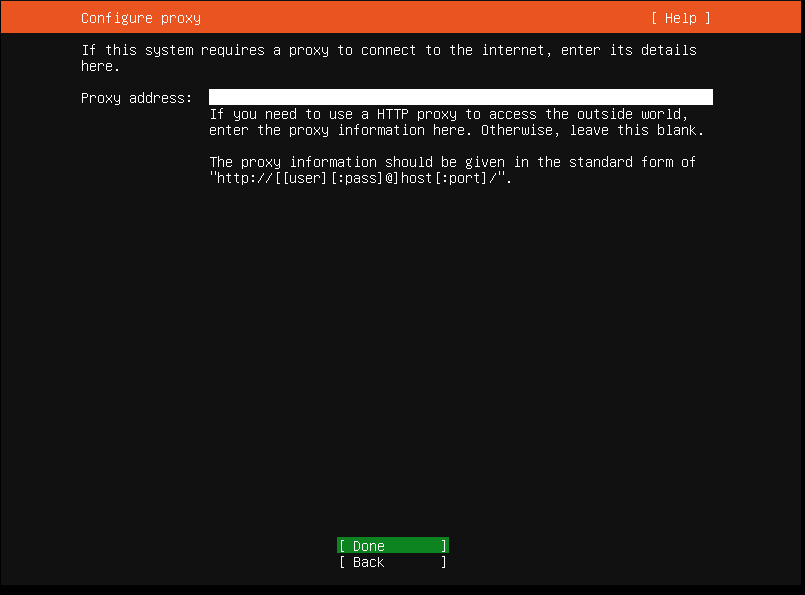 Configure proxy [ Help ]
If this system requires a proxy to connect to the internet, enter its details
here.
Proxy address:
If you need to use a HTTP proxy to access the outside world,
enter the proxy information here. Otherwise, leave this blank.
The proxy information should be given in the standard form of
"http://[[user][:pass]@]host[:port]/".
[ Done ]
[ Back ]